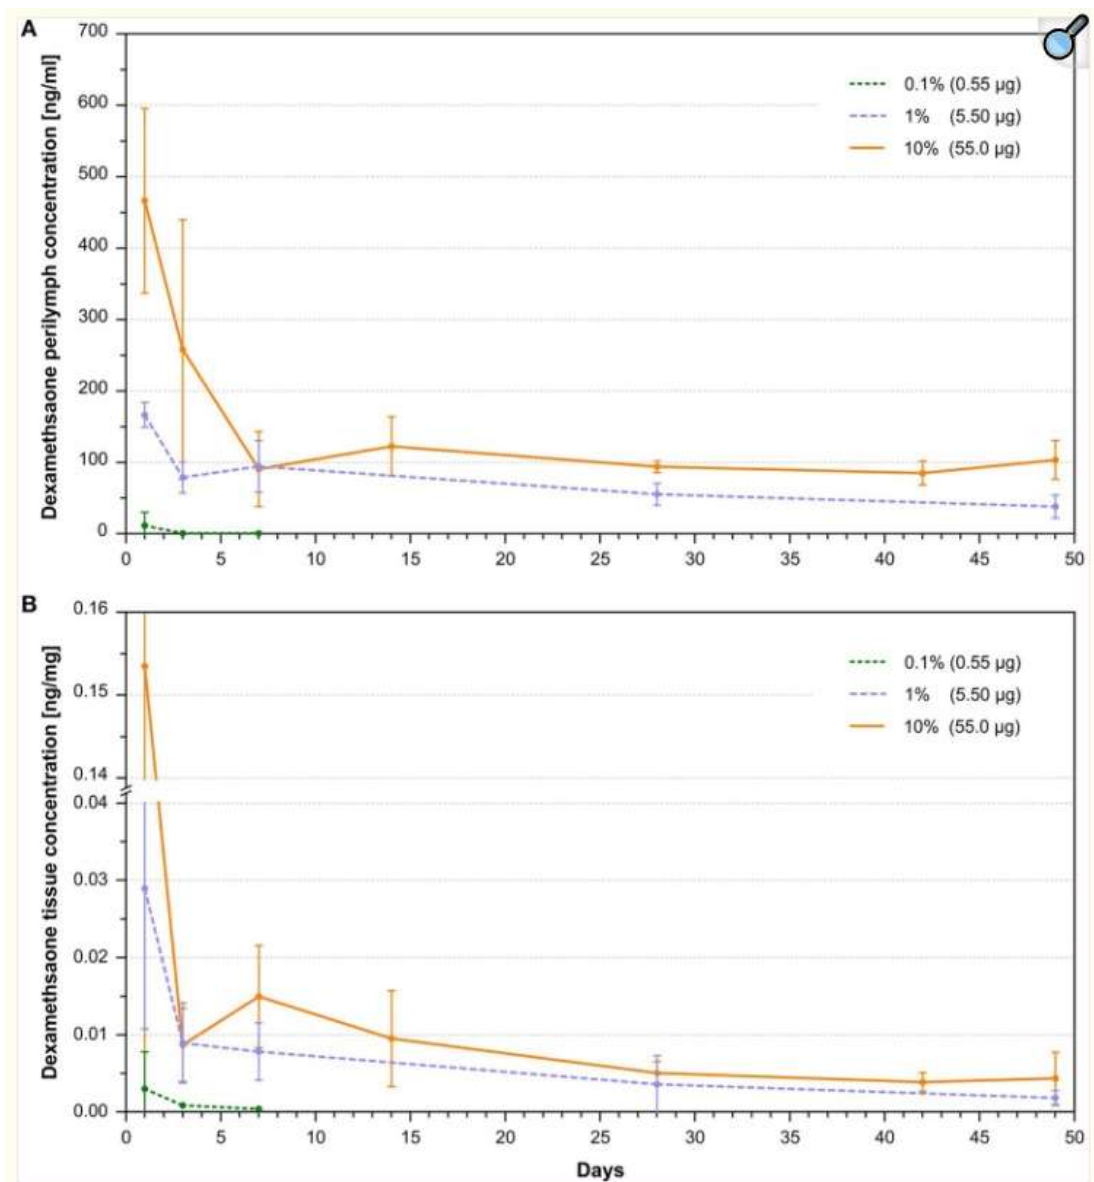 A
Dexamethsaone perilymph concentration [ng/ml]
700
600
500
400
300
200
100
0
0.1% (0.55 µg)
1% (5.50 µg)
10% (55.0 µg)
0 5 10 15 20 25 30 35 40 45 50
B
Dexamethsaone tissue concentration [ng/mg]
0.16
0.15
0.14
0.04
0.03
0.02
0.01
0.00
0.1% (0.55 µg)
1% (5.50 µg)
10% (55.0 µg)
0 5 10 15 20 25 30 35 40 45 50
Days